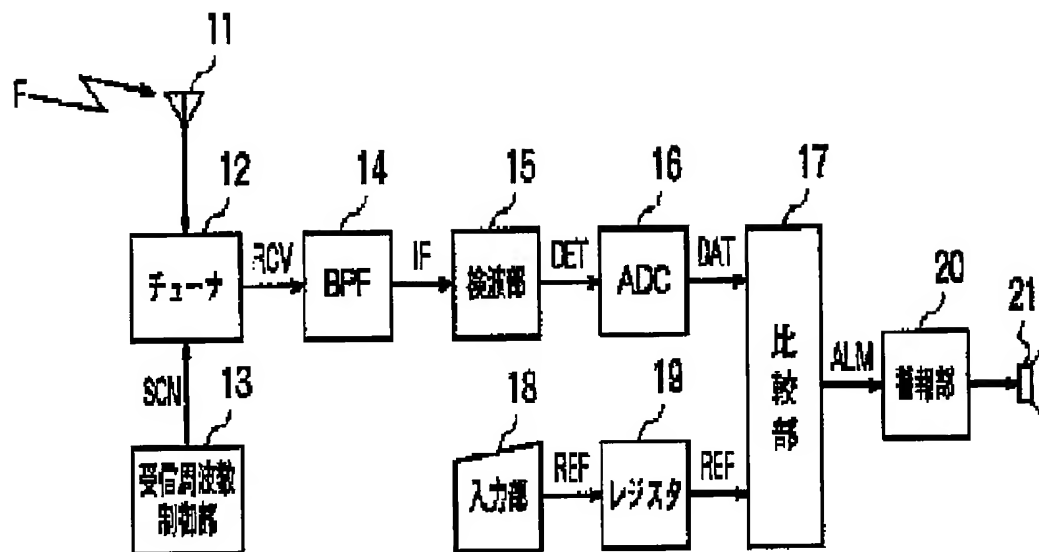 11
F
12
14
15
16
17
チューナ
RCV
BPF
IF
検波部
DET
ADC
DAT
比較部
ALM
20
警報部
21
SCN
13
受信周波数
制御部
18
入力部
REF
19
レジスタ
REF